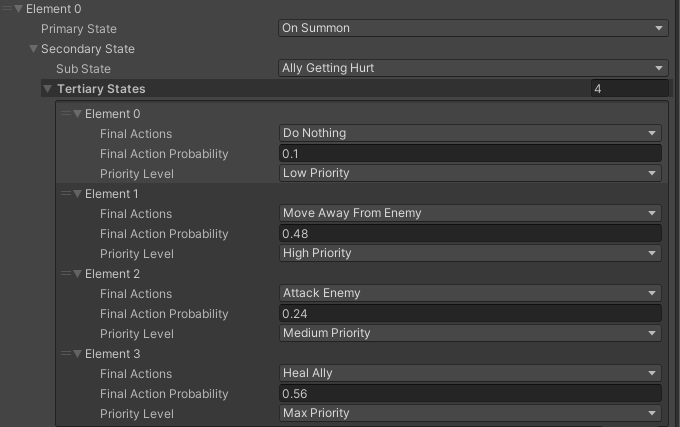 Element 0
Primary State On Summon
Secondary State
Sub State Ally Getting Hurt
Tertiary States 4
Element 0
Final Actions Do Nothing
Final Action Probability 0.1
Priority Level Low Priority
Element 1
Final Actions Move Away From Enemy
Final Action Probability 0.48
Priority Level High Priority
Element 2
Final Actions Attack Enemy
Final Action Probability 0.24
Priority Level Medium Priority
Element 3
Final Actions Heal Ally
Final Action Probability 0.56
Priority Level Max Priority